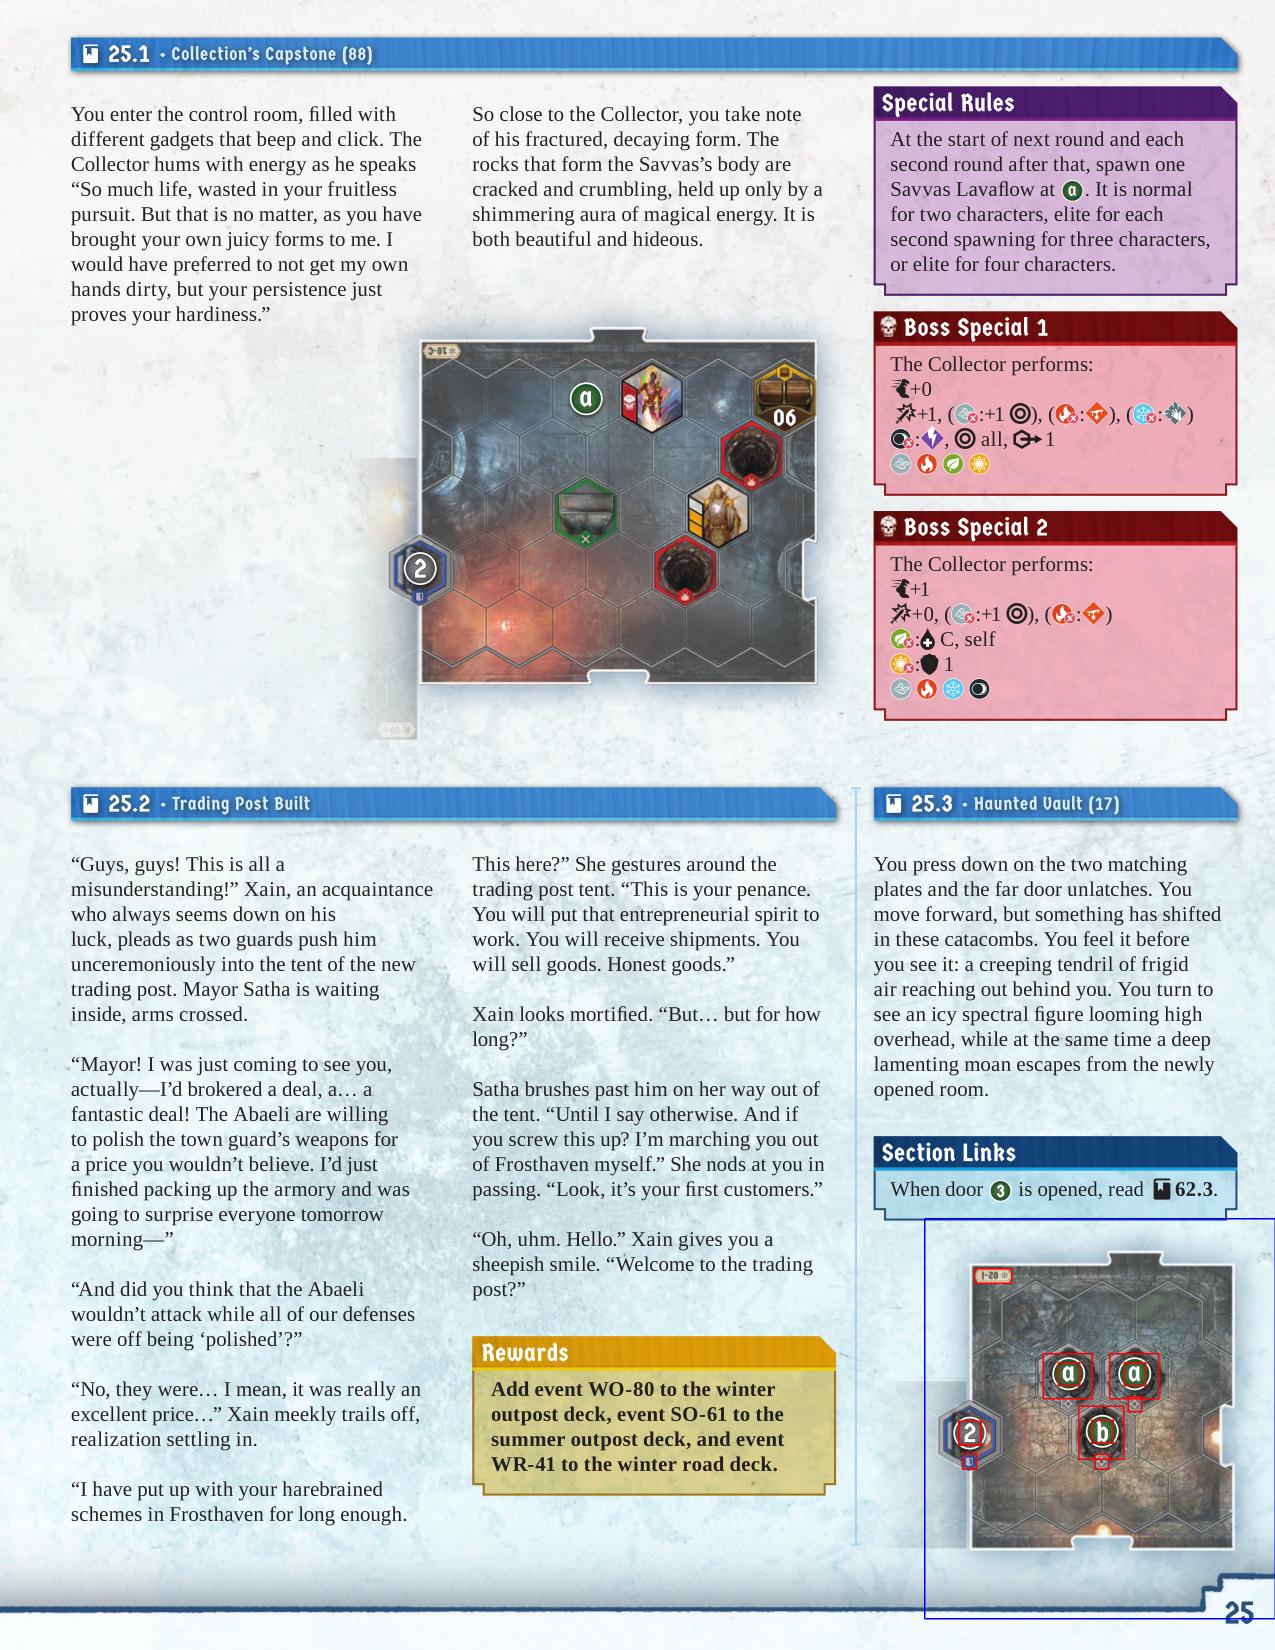 25.1 • Collection's Capstone (88)
You enter the control room, filled with
different gadgets that beep and click. The
Collector hums with energy as he speaks
“So much life, wasted in your fruitless
pursuit. But that is no matter, as you have
brought your own juicy forms to me. I
would have preferred to not get my own
hands dirty, but your persistence just
proves your hardiness.”
So close to the Collector, you take note
of his fractured, decaying form. The
rocks that form the Savvas’s body are
cracked and crumbling, held up only by a
shimmering aura of magical energy. It is
both beautiful and hideous.
Special Rules
At the start of next round and each
second round after that, spawn one
Savvas Lavaflow at a. It is normal
for two characters, elite for each
second spawning for three characters,
or elite for four characters.
Boss Special 1
The Collector performs:
+0
+1, ( :+1 ), ( : ), ( : )
: , all, 1
Boss Special 2
The Collector performs:
+1
+0, ( :+1 ), ( : )
: C, self
: 1
10-C
a
06
2
02-H
25.2 • Trading Post Built
“Guys, guys! This is all a
misunderstanding!” Xain, an acquaintance
who always seems down on his
luck, pleads as two guards push him
unceremoniously into the tent of the new
trading post. Mayor Satha is waiting
inside, arms crossed.
“Mayor! I was just coming to see you,
actually—I’d brokered a deal, a… a
fantastic deal! The Abaeli are willing
to polish the town guard’s weapons for
a price you wouldn’t believe. I’d just
finished packing up the armory and was
going to surprise everyone tomorrow
morning—”
“And did you think that the Abaeli
wouldn’t attack while all of our defenses
were off being ‘polished’?”
“No, they were… I mean, it was really an
excellent price…” Xain meekly trails off,
realization settling in.
“I have put up with your harebrained
schemes in Frosthaven for long enough.
This here?” She gestures around the
trading post tent. “This is your penance.
You will put that entrepreneurial spirit to
work. You will receive shipments. You
will sell goods. Honest goods.”
Xain looks mortified. “But… but for how
long?”
Satha brushes past him on her way out of
the tent. “Until I say otherwise. And if
you screw this up? I’m marching you out
of Frosthaven myself.” She nods at you in
passing. “Look, it’s your first customers.”
“Oh, uhm. Hello.” Xain gives you a
sheepish smile. “Welcome to the trading
post?”
Rewards
Add event WO-80 to the winter
outpost deck, event SO-61 to the
summer outpost deck, and event
WR-41 to the winter road deck.
25.3 • Haunted Vault (17)
You press down on the two matching
plates and the far door unlatches. You
move forward, but something has shifted
in these catacombs. You feel it before
you see it: a creeping tendril of frigid
air reaching out behind you. You turn to
see an icy spectral figure looming high
overhead, while at the same time a deep
lamenting moan escapes from the newly
opened room.
Section Links
When door 3 is opened, read 62.3.
02-I
a
a
2
b
25